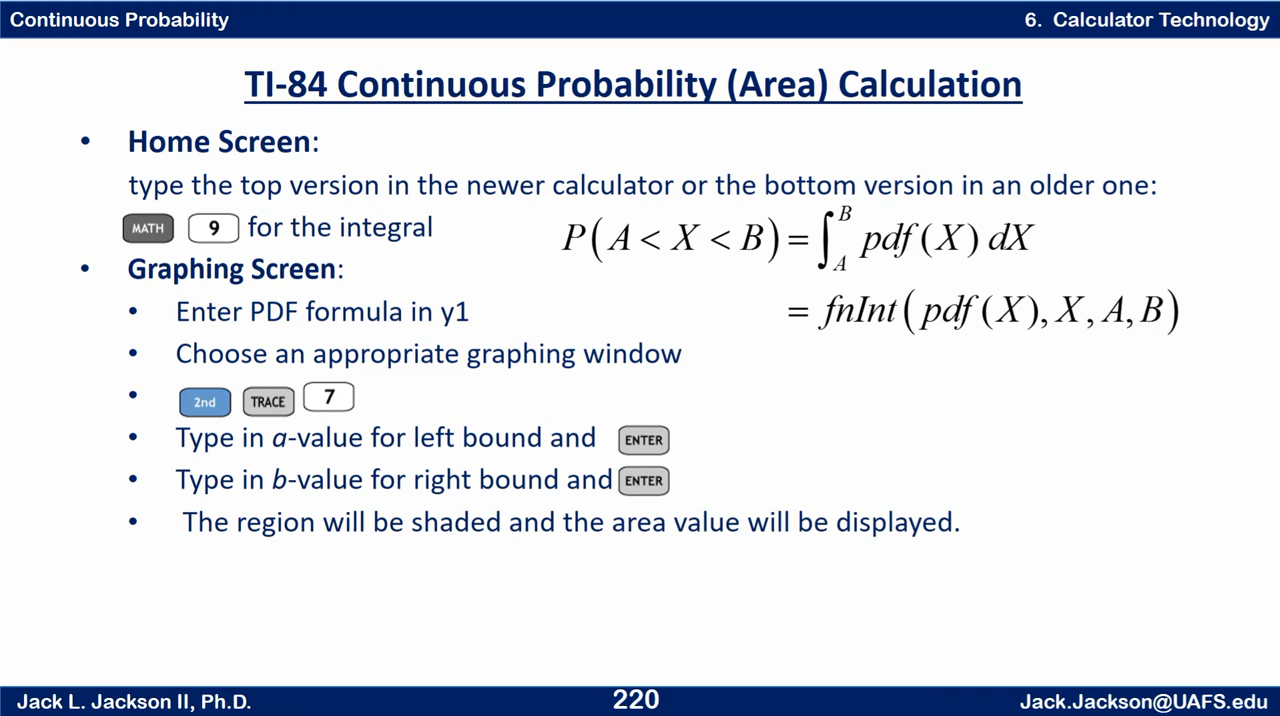 Continuous Probability
6. Calculator Technology
TI-84 Continuous Probability (Area) Calculation
• Home Screen:
type the top version in the newer calculator or the bottom version in an older one:
MATH 9 for the integral
P(A < X < B) = ∫_A^B pdf(X) dX
= fnInt(pdf(X), X, A, B)
• Graphing Screen:
• Enter PDF formula in y1
• Choose an appropriate graphing window
• 2nd TRACE 7
• Type in a-value for left bound and ENTER
• Type in b-value for right bound and ENTER
• The region will be shaded and the area value will be displayed.
Jack L. Jackson II, Ph.D.
220
Jack.Jackson@UAFS.edu